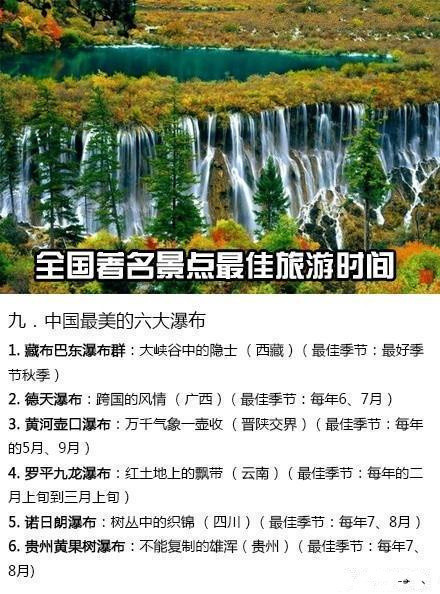 全国著名景点最佳旅游时间
九．中国最美的六大瀑布
1. 藏布巴东瀑布群：大峡谷中的隐士（西藏）（最佳季节：最好季
节秋季）
2. 德天瀑布：跨国的风情（广西）（最佳季节：每年6、7月）
3. 黄河壶口瀑布：万千气象一壶收（晋陕交界）（最佳季节：每年
的5月、9月）
4. 罗平九龙瀑布：红土地上的飘带（云南）（最佳季节：每年的二
月上旬到三月上旬）
5. 诺日朗瀑布：树丛中的织锦（四川）（最佳季节：每年7、8月）
6. 贵州黄果树瀑布：不能复制的雄浑（贵州）（最佳季节：每年7、
8月)